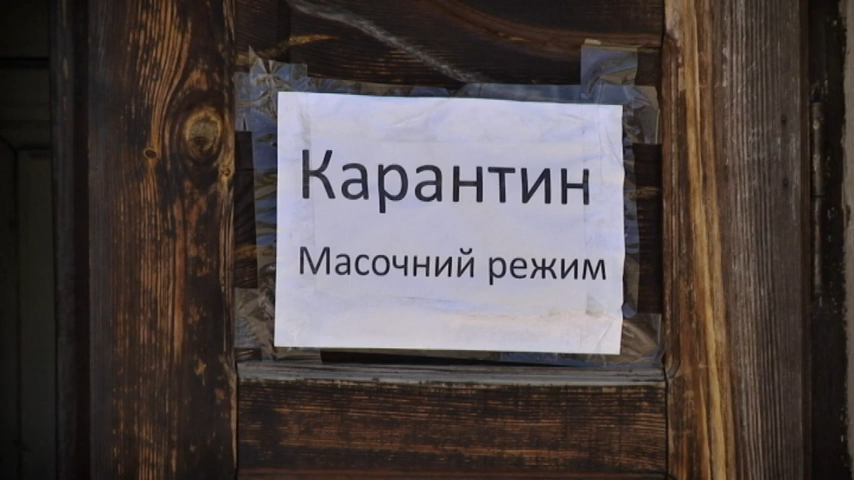 Карантин
Масочний режим